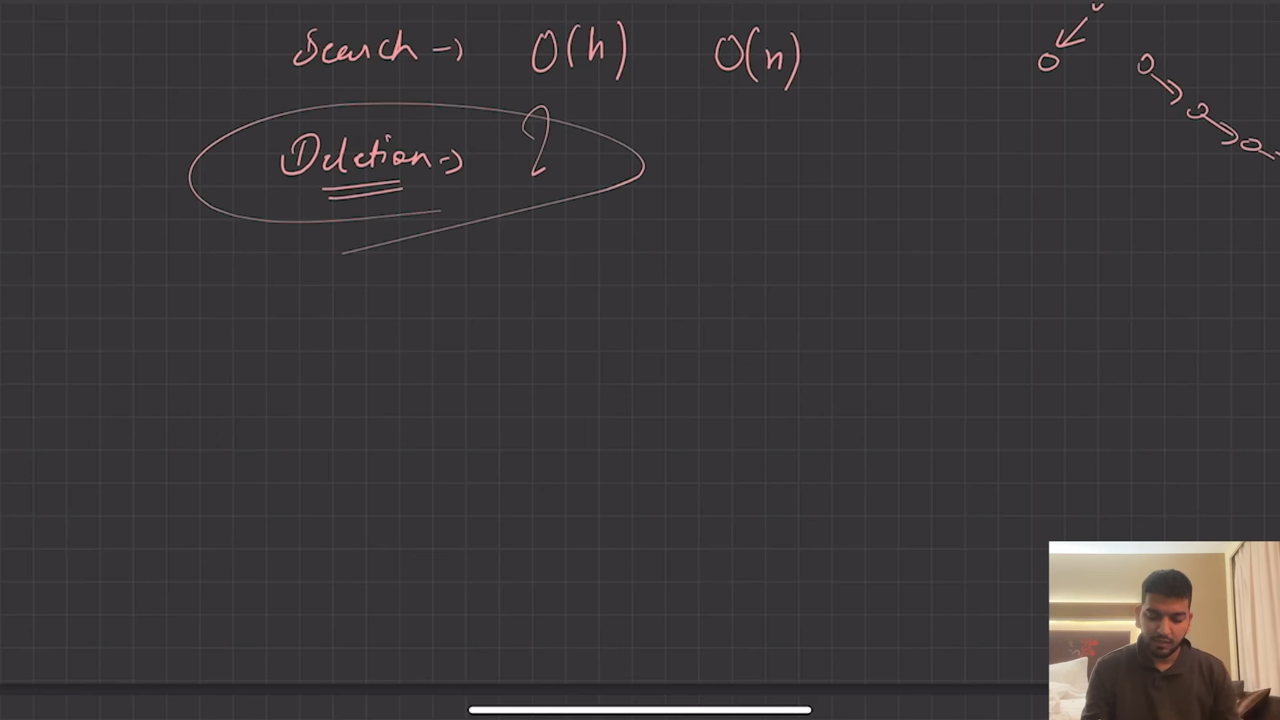 Search → O(h) O(n)
Deletion → ?